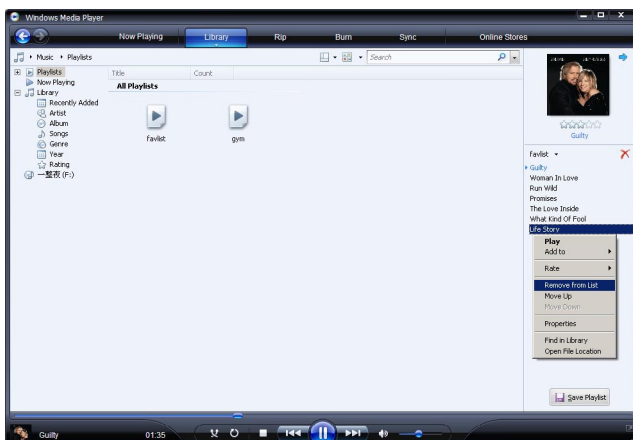 Windows Media Player
Now Playing
Library
Rip
Burn
Sync
Online Stores
Music
Playlists
Search
Playlists
Now Playing
Library
Recently Added
Artist
Album
Songs
Genre
Year
Rating
一整夜 (F:)
Title
Count
All Playlists
favlist
gym
Guilty
favlist
Guilty
Woman In Love
Run Wild
Promises
The Love Inside
What Kind Of Fool
Life Story
Play
Add to
Rate
Remove from List
Move Up
Move Down
Properties
Find in Library
Open File Location
Save Playlist
Guilty
01:35